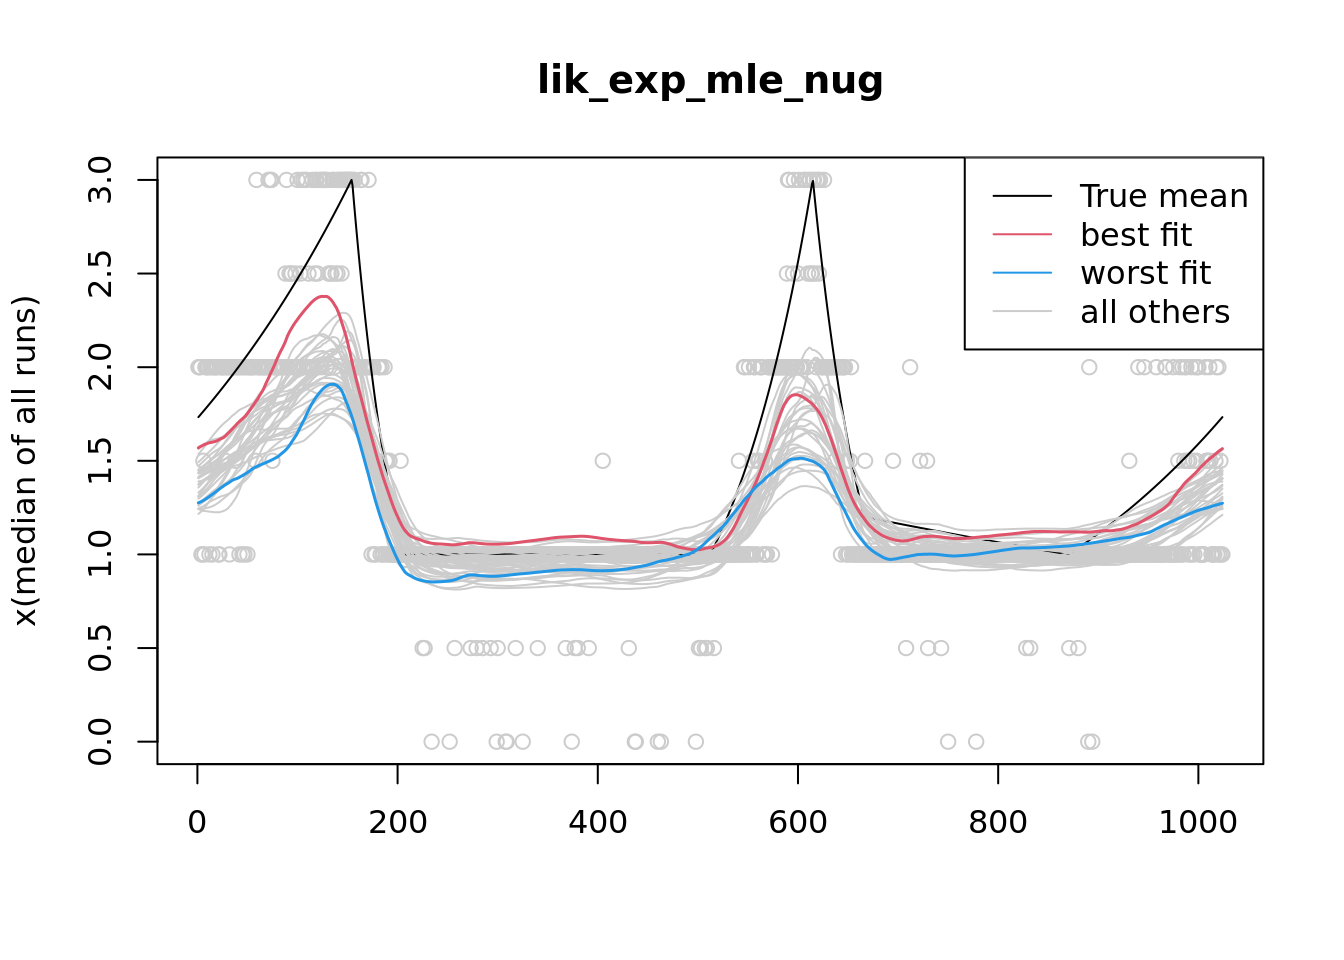 lik_exp_mle_nug
x(median of all runs)
3.0
2.5
2.0
1.5
1.0
0.5
0.0
True mean
best fit
worst fit
all others
0 200 400 600 800 1000